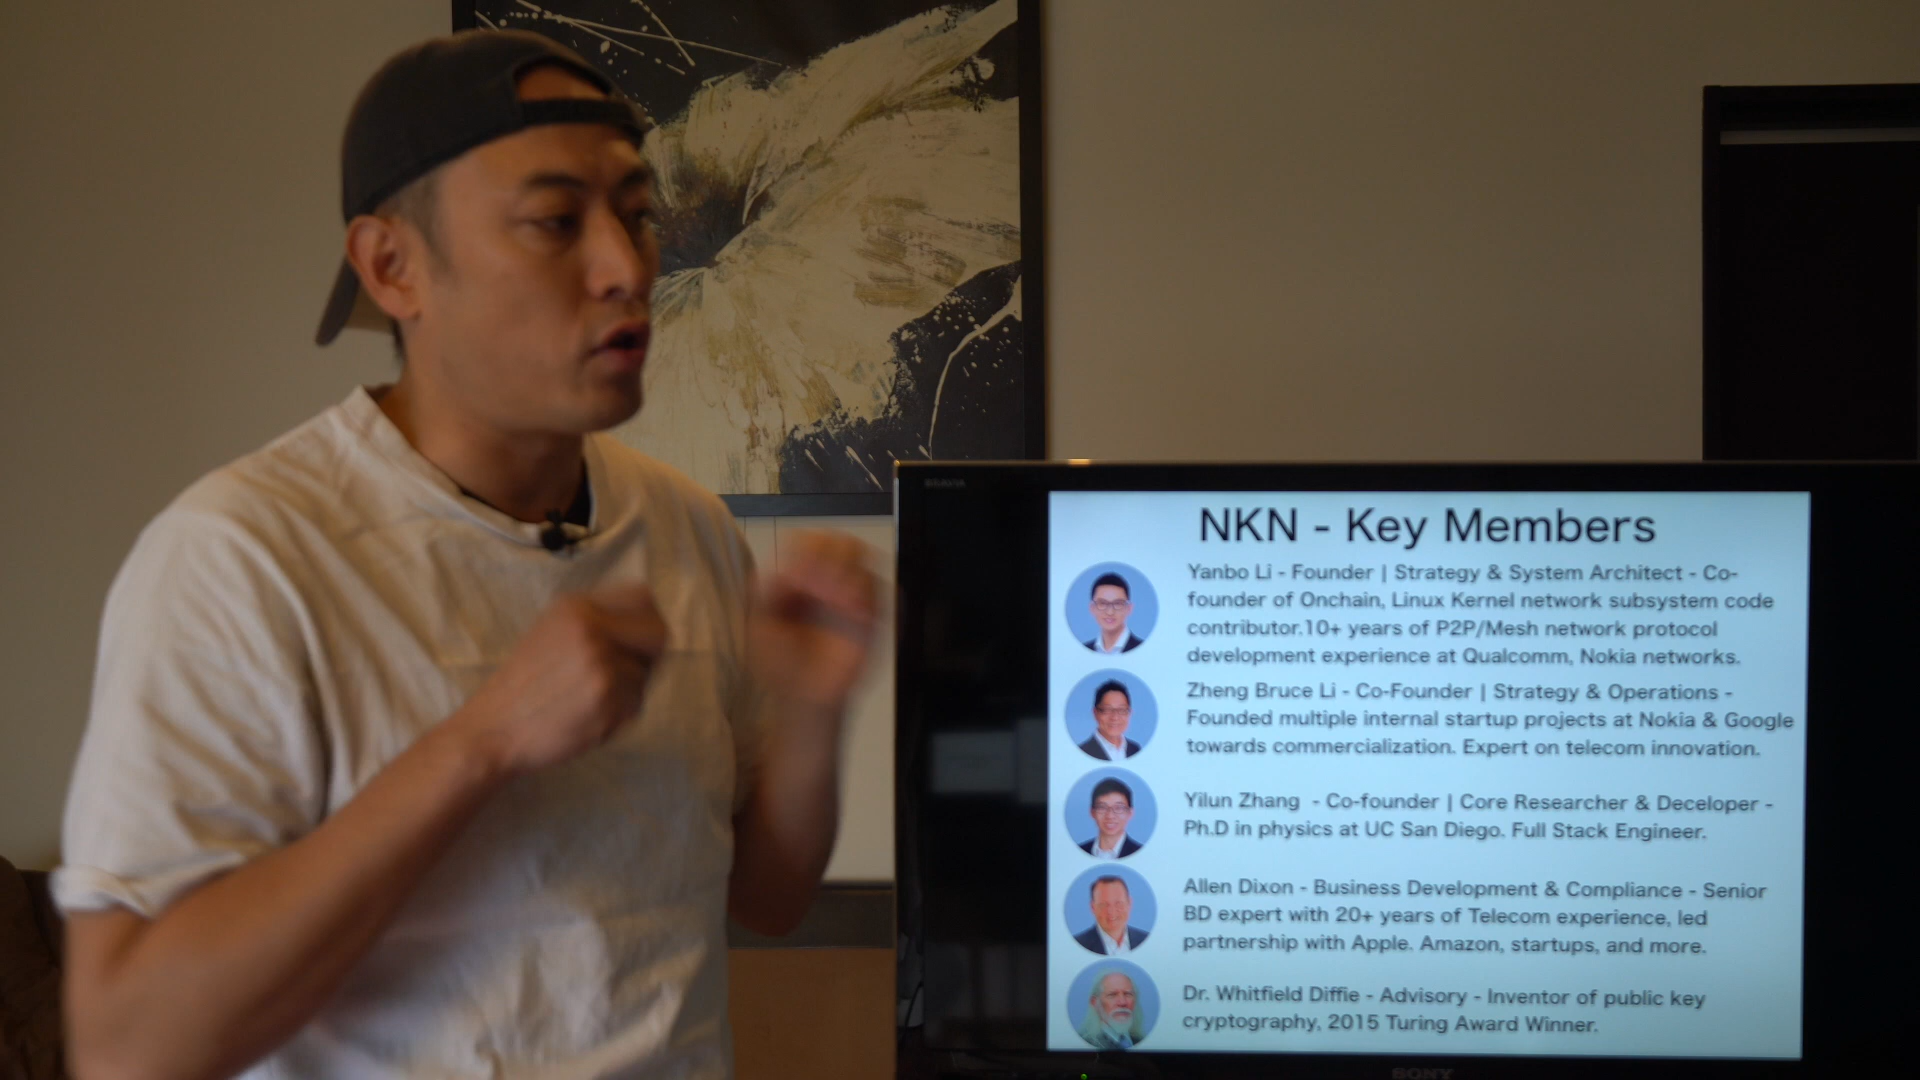 BRAVIA
NKN - Key Members
Yanbo Li - Founder | Strategy & System Architect - Co-
founder of Onchain, Linux Kernel network subsystem code
contributor.10+ years of P2P/Mesh network protocol
development experience at Qualcomm, Nokia networks.
Zheng Bruce Li - Co-Founder | Strategy & Operations -
Founded multiple internal startup projects at Nokia & Google
towards commercialization. Expert on telecom innovation.
Yilun Zhang - Co-founder | Core Researcher & Deceloper -
Ph.D in physics at UC San Diego. Full Stack Engineer.
Allen Dixon - Business Development & Compliance - Senior
BD expert with 20+ years of Telecom experience, led
partnership with Apple. Amazon, startups, and more.
Dr. Whitfield Diffie - Advisory - Inventor of public key
cryptography, 2015 Turing Award Winner.
SONY